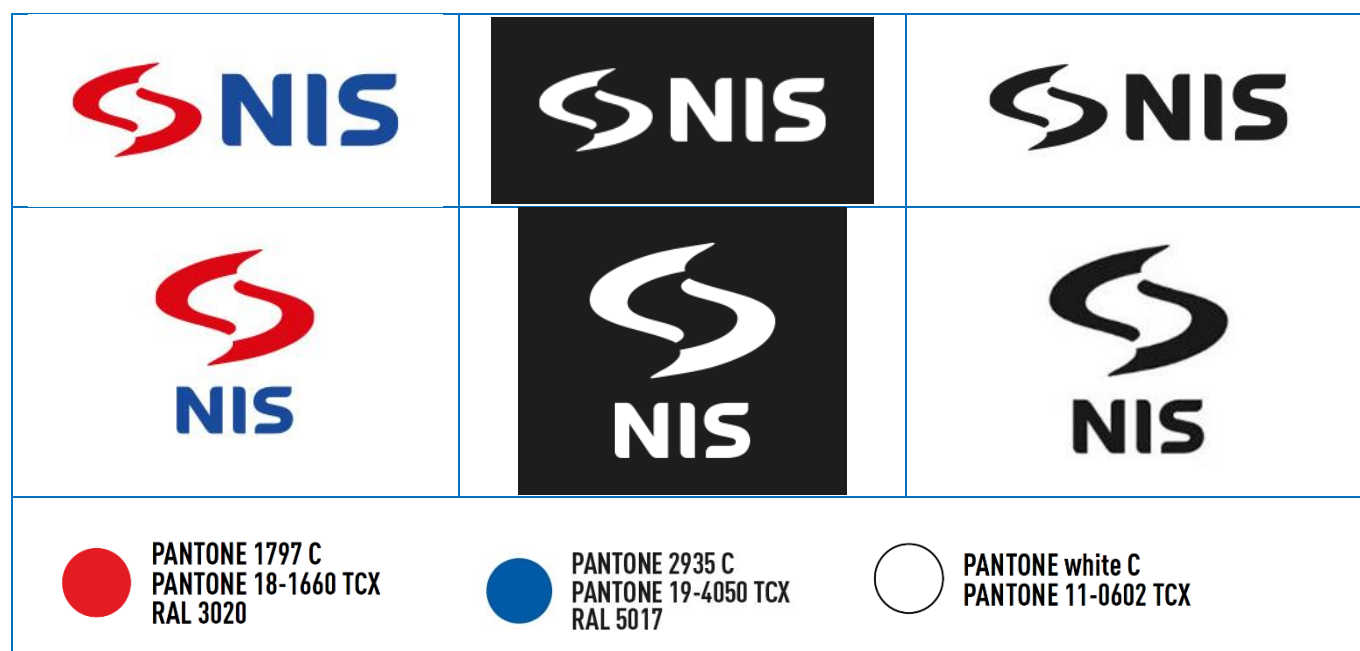 NIS
NIS
NIS
NIS
NIS
NIS
PANTONE 1797 C
PANTONE 18-1660 TCX
RAL 3020
PANTONE 2935 C
PANTONE 19-4050 TCX
RAL 5017
PANTONE white C
PANTONE 11-0602 TCX